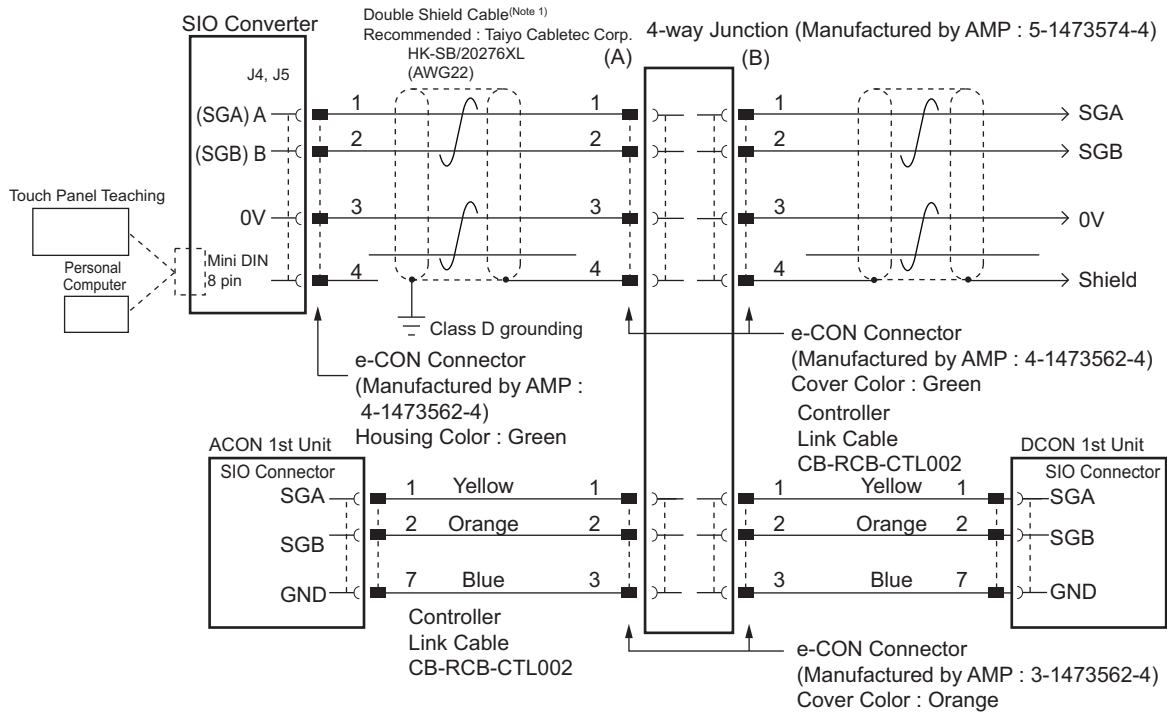 SIO Converter
Double Shield Cable(Note 1)
Recommended : Taiyo Cabletec Corp.
HK-SB/20276XL
(AWG22)
4-way Junction (Manufactured by AMP : 5-1473574-4)
(A)
(B)
J4, J5
(SGA) A
1
1
1
SGA
(SGB) B
2
2
2
SGB
Touch Panel Teaching
0V
3
3
3
0V
Mini DIN
8 pin
Personal
Computer
4
4
4
Shield
Class D grounding
e-CON Connector
(Manufactured by AMP :
4-1473562-4)
Housing Color : Green
e-CON Connector
(Manufactured by AMP : 4-1473562-4)
Cover Color : Green
Controller
Link Cable
CB-RCB-CTL002
ACON 1st Unit
SIO Connector
DCON 1st Unit
SIO Connector
SGA
1
Yellow
1
1
Yellow
1
SGA
SGB
2
Orange
2
2
Orange
2
SGB
GND
7
Blue
3
3
Blue
7
GND
Controller
Link Cable
CB-RCB-CTL002
e-CON Connector
(Manufactured by AMP : 3-1473562-4)
Cover Color : Orange